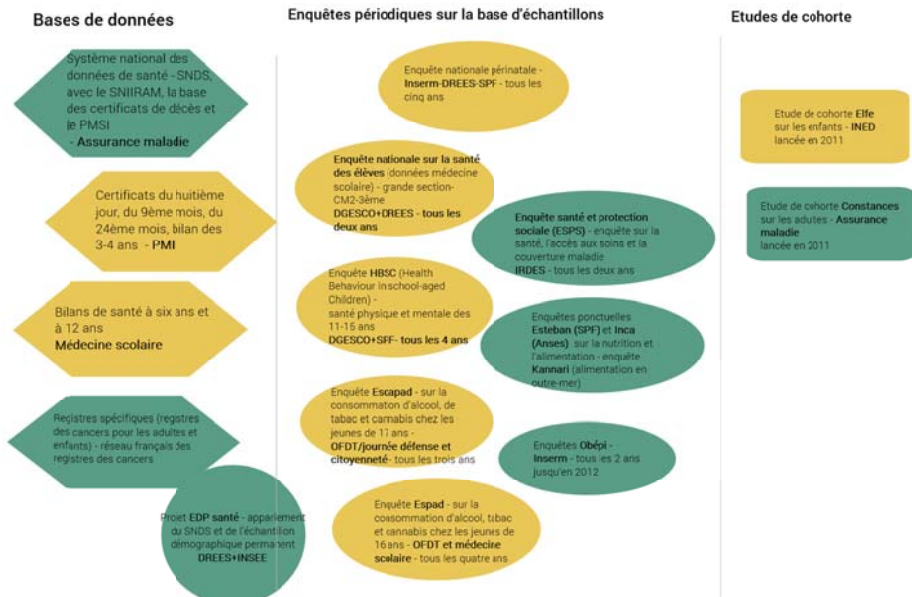 Bases de données
Enquêtes périodiques sur la base d'échantillons
Etudes de cohorte
Système national des
données de santé - SNDS,
avec le SNIIRAM, la base
des certificats de décès et
le PMSI
- Assurance maladie
Certificats du huitième
jour, du 9ème mois, du
24ème mois, bilan des
3-4 ans - PMI
Bilans de santé à six ans et
à 12 ans
Médecine scolaire
Registres spécifiques (registres
des cancers pour les adultes et
enfants) - réseau français des
registres des cancers
Projet EDP santé - appariement
du SNDS et de l'échantillon
démographique permanent
DREES+INSEE
Enquête nationale périnatale -
Inserm-DREES-SPF - tous les
cinq ans
Enquête nationale sur la santé
des élèves (données médecine
scolaire) - grande section-
CM2-3ème
DGESCO+DREES - tous les
deux ans
Enquête HBSC (Health
Behaviour in school-aged
Children) -
santé physique et mentale des
11-15 ans
DGESCO+SFF- tous les 4 ans
Enquête Escapad - sur la
consommation d'alcool, de
tabac et cannabis chez les
jeunes de 17 ans -
OFDT/journée défense et
citoyenneté- tous les trois ans
Enquête Espad - sur la
consommation d'alcool, tabac
et cannabis chez les jeunes de
16 ans - OFDT et médecine
scolaire - tous les quatre ans
Enquête santé et protection
sociale (ESPS) - enquête sur la
santé, l'accès aux soins et la
couverture maladie
IRDES - tous les deux ans
Enquêtes ponctuelles
Esteban (SPF) et Inca
(Anses) sur la nutrition et
l'alimentation - enquête
Kannari (alimentation en
outre-mer)
Enquêtes Obépi -
Inserm - tous les 2 ans
jusqu'en 2012
Etude de cohorte Elfe
sur les enfants - INED
lancée en 2011
Etude de cohorte Constances
sur les adutes - Assurance
maladie
lancée en 2011